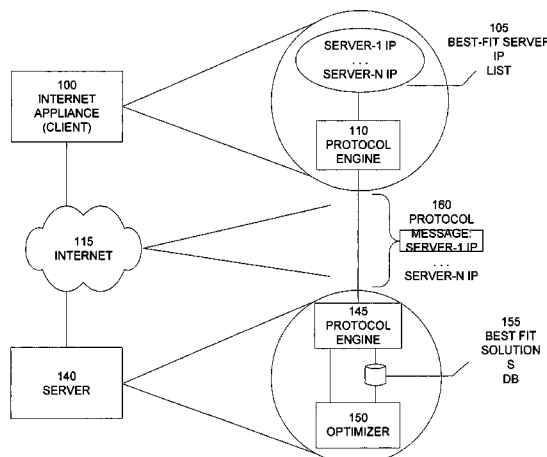 SERVER-1 IP
. . .
SERVER-N IP
105
BEST-FIT SERVER
IP
LIST
100
INTERNET
APPLIANCE
(CLIENT)
110
PROTOCOL
ENGINE
160
PROTOCOL
MESSAGE:
SERVER-1 IP
. . .
SERVER-N IP
115
INTERNET
145
PROTOCOL
ENGINE
155
BEST FIT
SOLUTION
S
DB
140
SERVER
150
OPTIMIZER